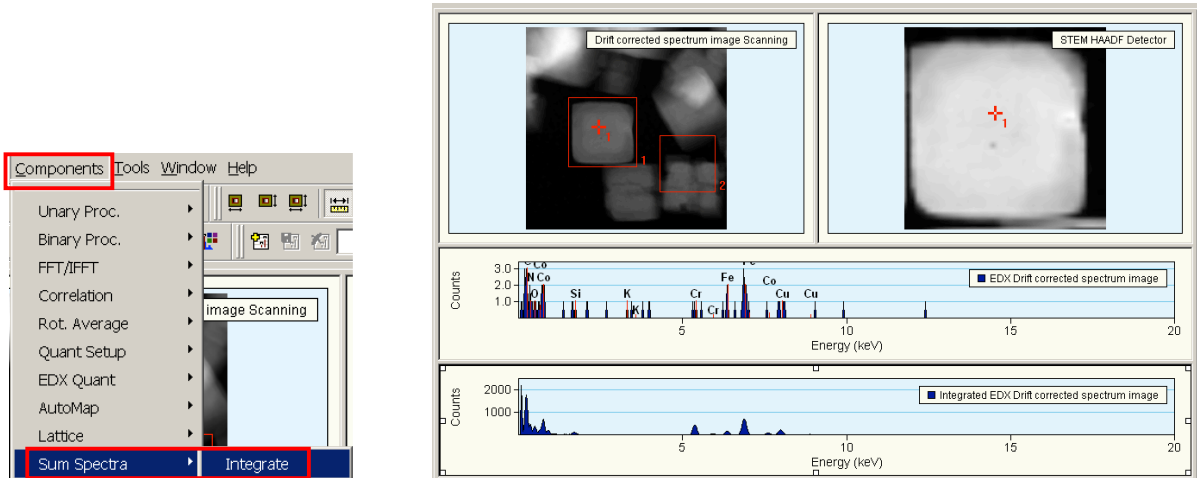 Components Tools Window Help
Unary Proc.
Binary Proc.
FFT/IFFT
Correlation
Rot. Average
Quant Setup
EDX Quant
AutoMap
Lattice
Sum Spectra Integrate
image Scanning
Drift corrected spectrum image Scanning
1
1
2
STEM HAADF Detector
1
Counts
3.0
2.0
1.0
Co
N Co
O
Si
K
K
Cr
Cr
Fe
Co
Cu
Cu
EDX Drift corrected spectrum image
5 10 15 20
Energy (keV)
Counts
2000
1000
Integrated EDX Drift corrected spectrum image
5 10 15 20
Energy (keV)